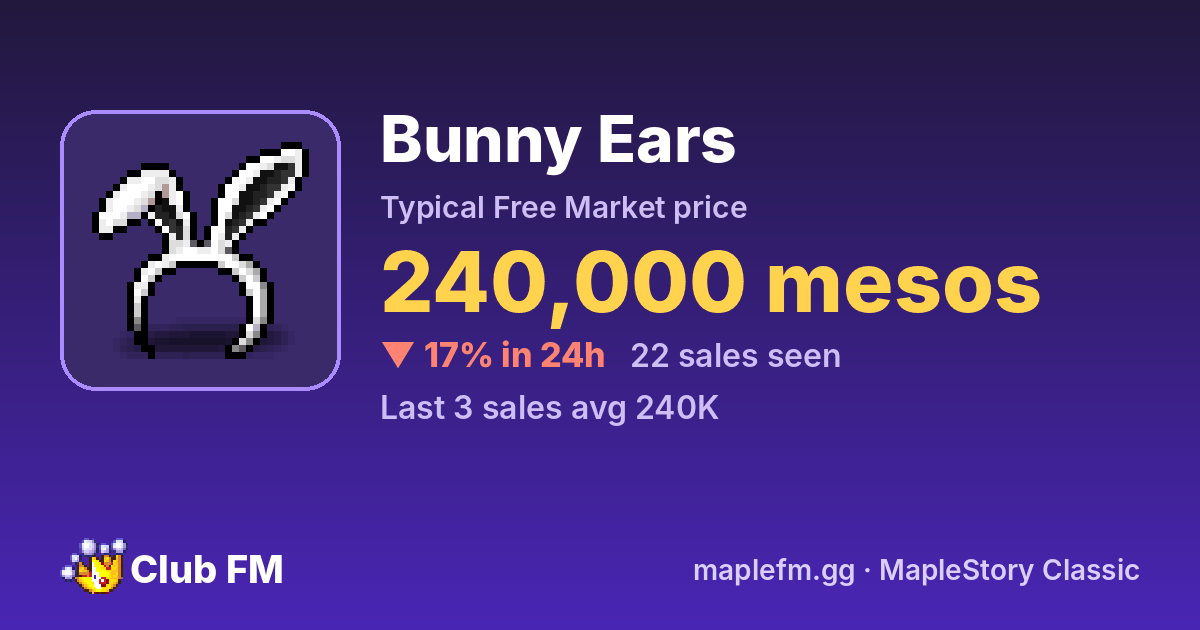 Bunny Ears
Typical Free Market price
240,000 mesos
▼ 17% in 24h 22 sales seen
Last 3 sales avg 240K
Club FM
maplefm.gg · MapleStory Classic